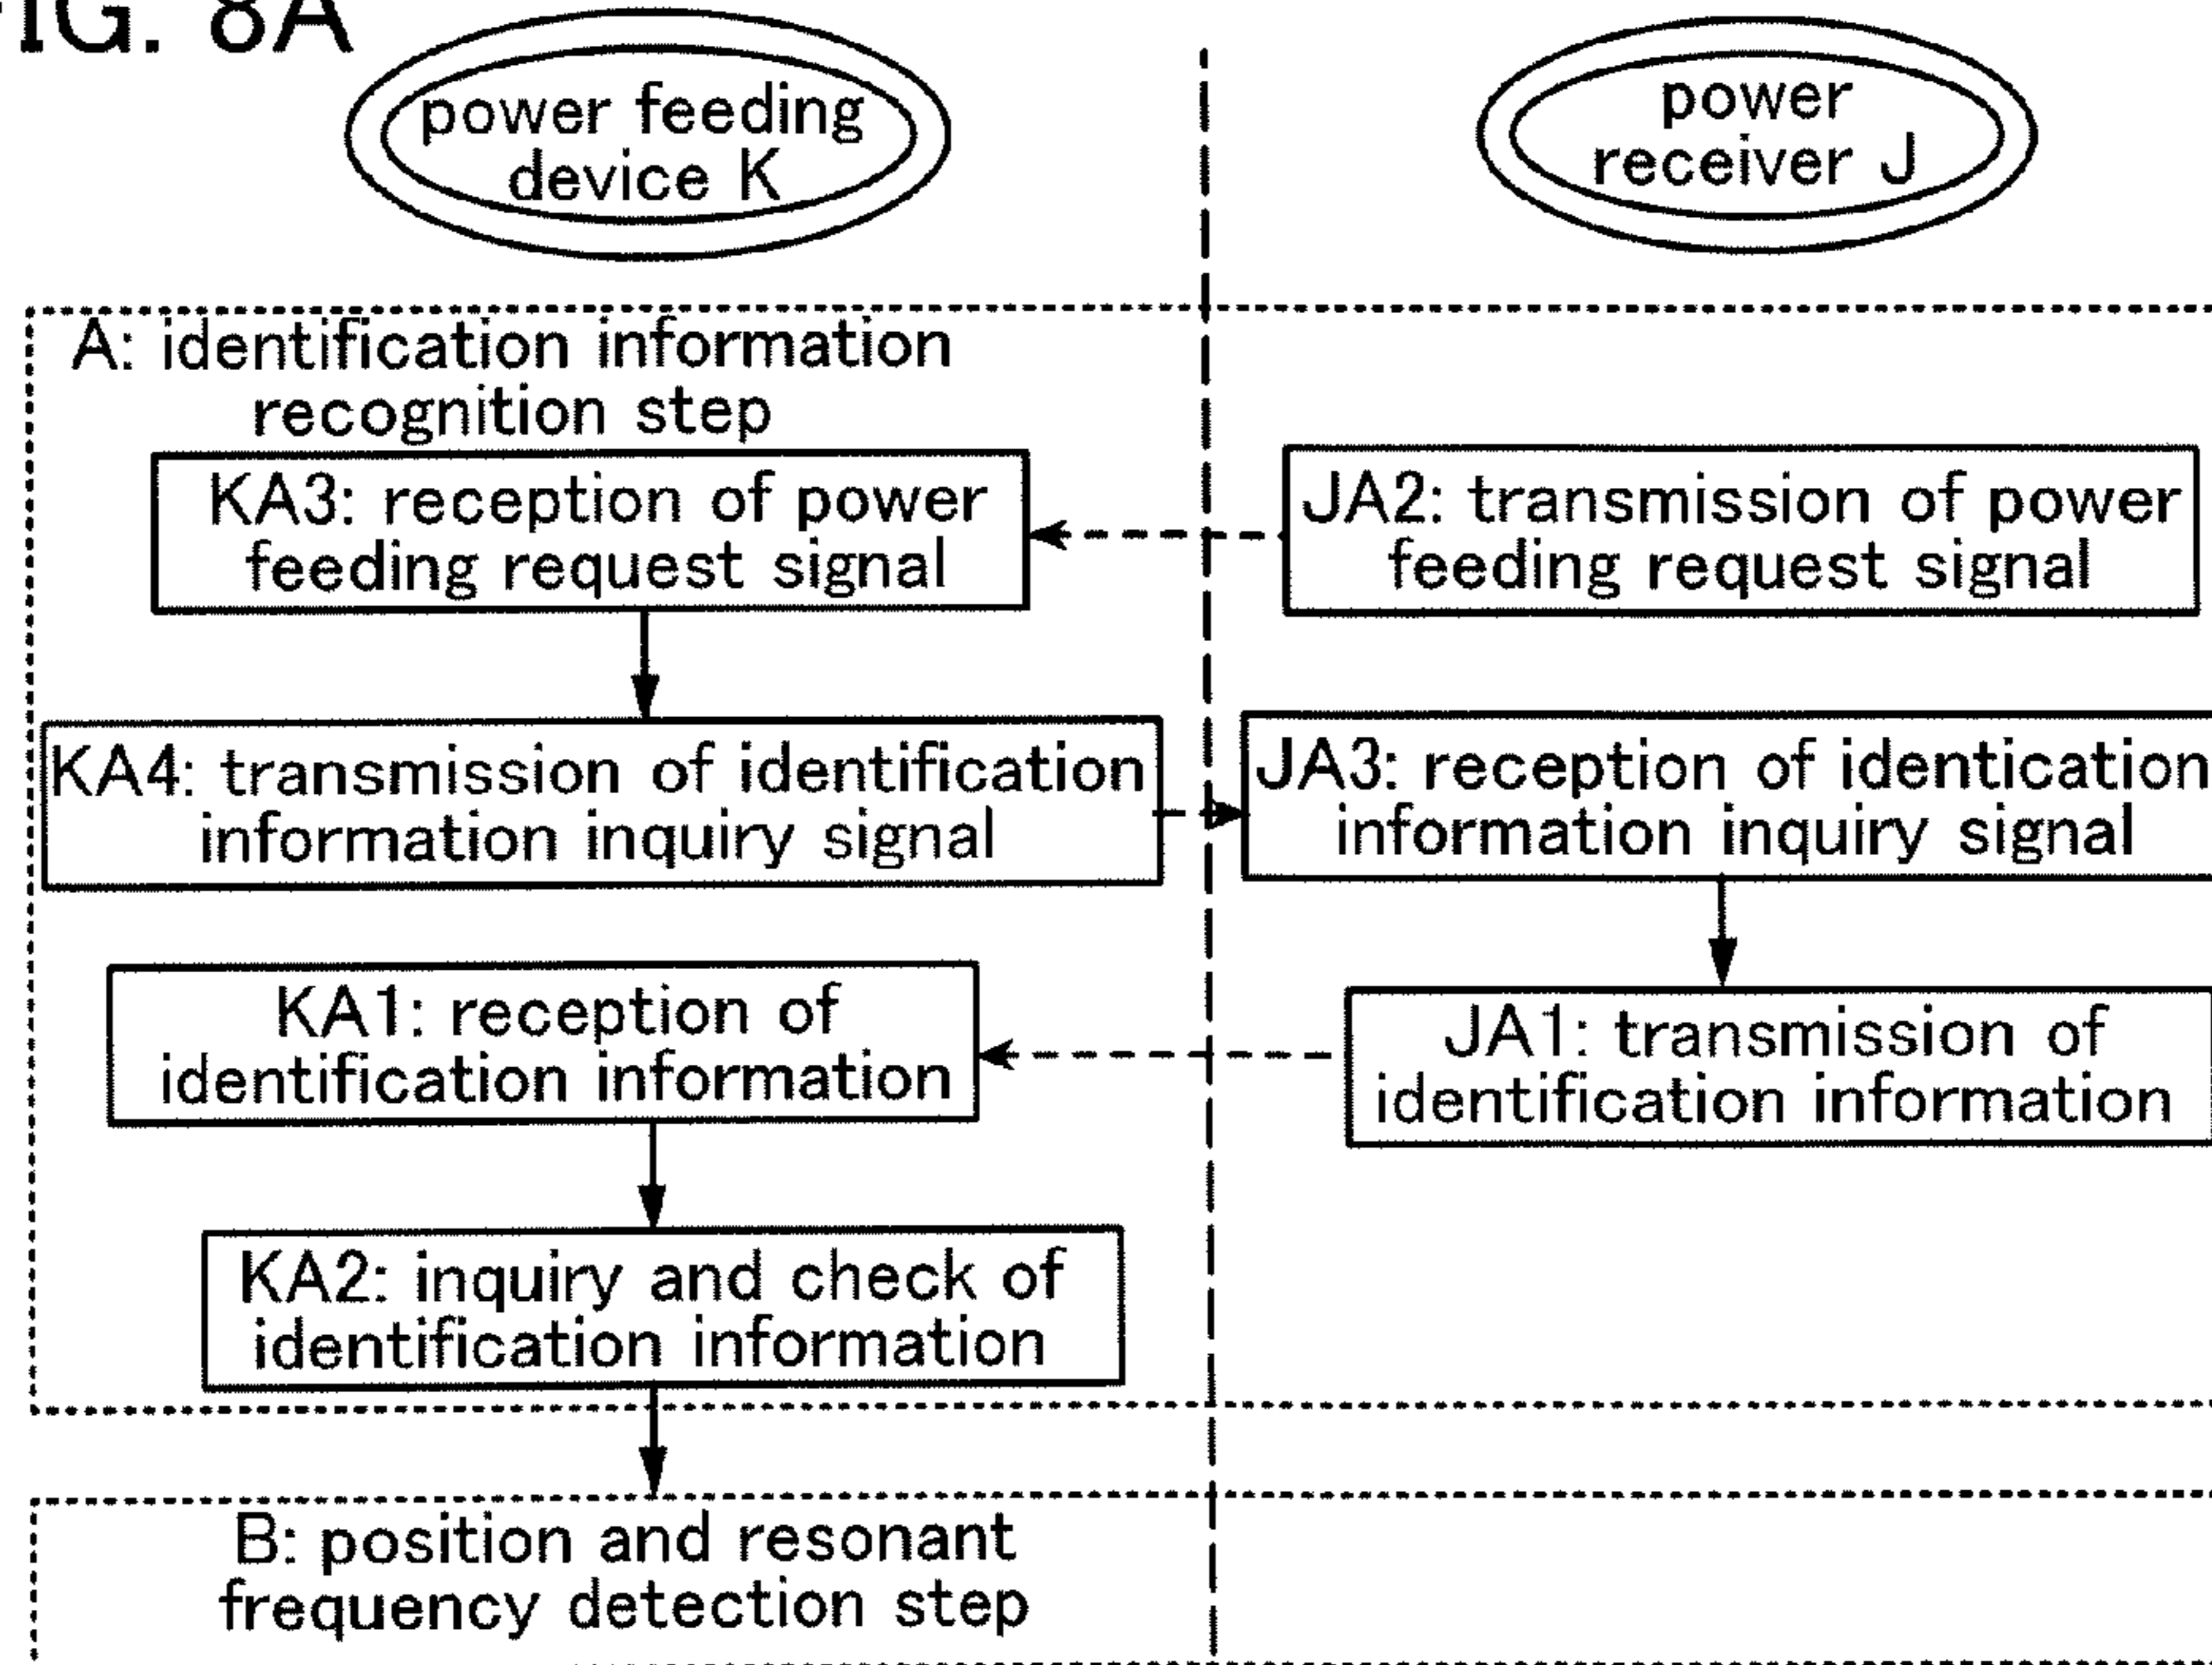 FIG. 8A
power feeding
device K
power
receiver J
A: identification information
recognition step
KA3: reception of power
feeding request signal
JA2: transmission of power
feeding request signal
KA4: transmission of identification
information inquiry signal
JA3: reception of identication
information inquiry signal
KA1: reception of
identification information
JA1: transmission of
identification information
KA2: inquiry and check of
identification information
B: position and resonant
frequency detection step